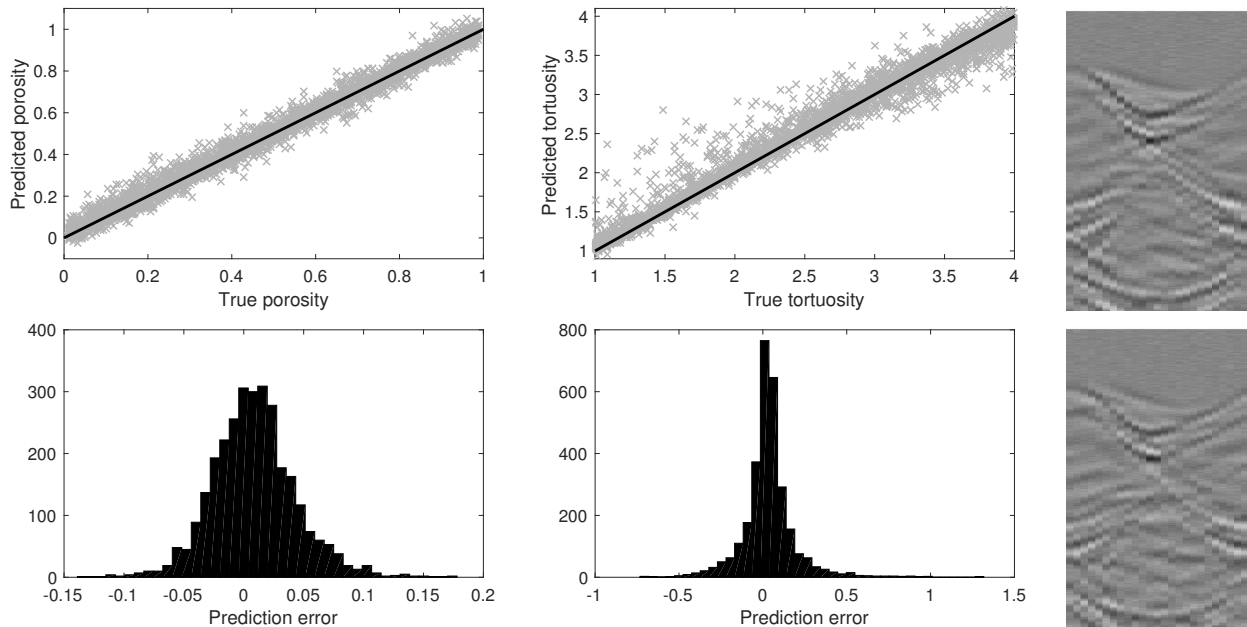 1
0.8
0.6
0.4
0.2
0
Predicted porosity
0 0.2 0.4 0.6 0.8 1
True porosity
4
3.5
3
2.5
2
1.5
1
Predicted tortuosity
1 1.5 2 2.5 3 3.5 4
True tortuosity
400
300
200
100
0
-0.15 -0.1 -0.05 0 0.05 0.1 0.15 0.2
Prediction error
800
600
400
200
0
-1 -0.5 0 0.5 1 1.5
Prediction error